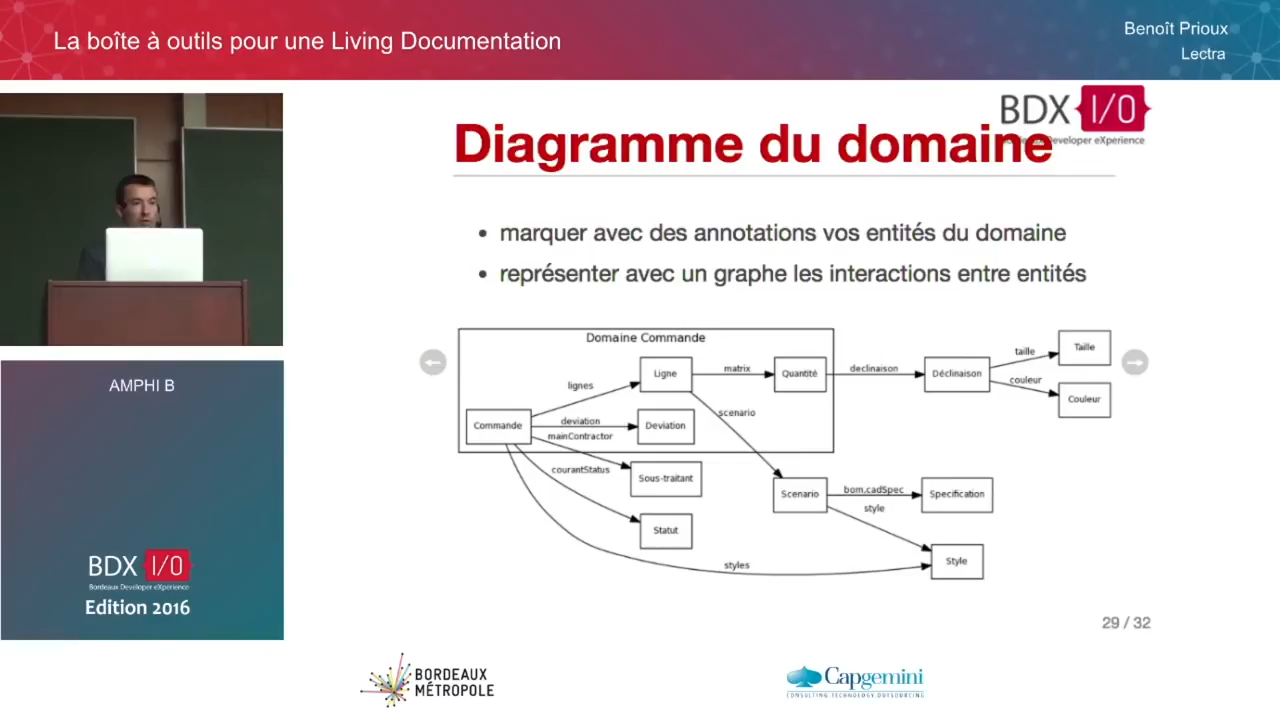 La boîte à outils pour une Living Documentation
Benoît Prioux
Lectra
BDX I/O
Developer eXperience
Diagramme du domaine
• marquer avec des annotations vos entités du domaine
• représenter avec un graphe les interactions entre entités
Domaine Commande
Commande
lignes
Ligne
matrix
Quantité
declinaison
Déclinaison
taille
Taille
couleur
Couleur
deviation
Deviation
mainContractor
Sous-traitant
courantStatus
Statut
scenario
Scenario
bom.cadSpec
Specification
style
Style
styles
29 / 32
AMPHI B
BDX I/O
Bordeaux Developer eXperience
Edition 2016
BORDEAUX
MÉTROPOLE
Capgemini
CONSULTING.TECHNOLOGY.OUTSOURCING